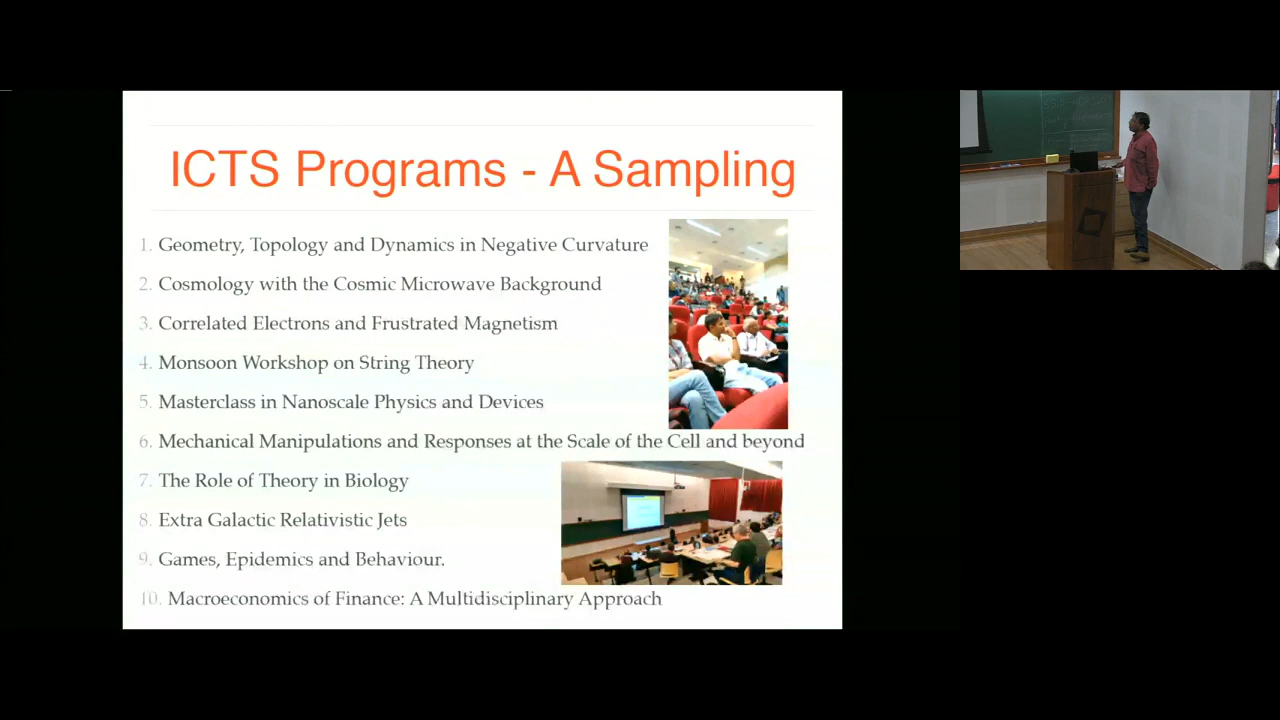 ICTS Programs - A Sampling
1. Geometry, Topology and Dynamics in Negative Curvature
2. Cosmology with the Cosmic Microwave Background
3. Correlated Electrons and Frustrated Magnetism
4. Monsoon Workshop on String Theory
5. Masterclass in Nanoscale Physics and Devices
6. Mechanical Manipulations and Responses at the Scale of the Cell and beyond
7. The Role of Theory in Biology
8. Extra Galactic Relativistic Jets
9. Games, Epidemics and Behaviour.
10. Macroeconomics of Finance: A Multidisciplinary Approach